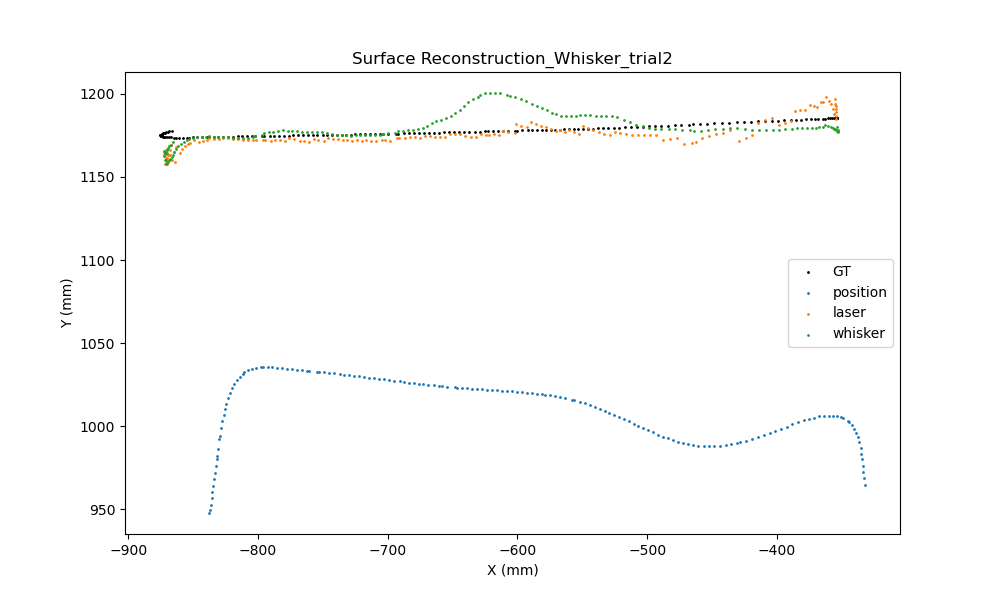 Surface Reconstruction_Whisker_trial2
1200
1150
1100
1050
1000
950
Y (mm)
GT
position
laser
whisker
−900
−800
−700
−600
−500
−400
X (mm)